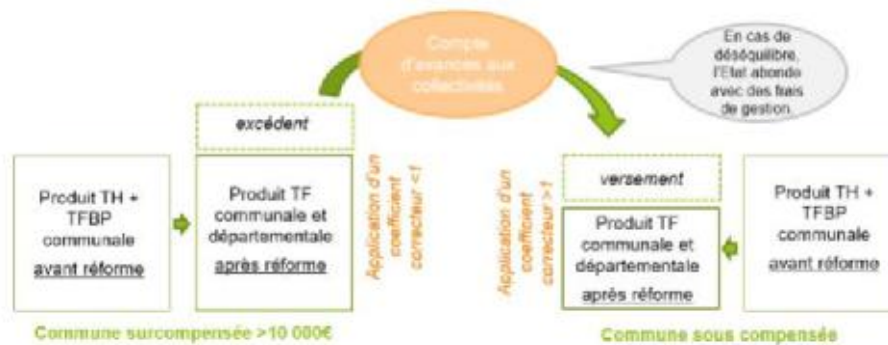 Compte
d'avances aux
collectivités
En cas de
déséquilibre,
l'Etat abonde
avec des frais
de gestion.
excédent
Produit TH +
TFBP
communale
avant réforme
Produit TF
communale et
départementale
après réforme
Application d'un
coefficient
correcteur <1
Commune surcompensée >10 000€
Application d'un
coefficient
correcteur >1
versement
Produit TF
communale et
départementale
après réforme
Produit TH +
TFBP
communale
avant réforme
Commune sous compensée